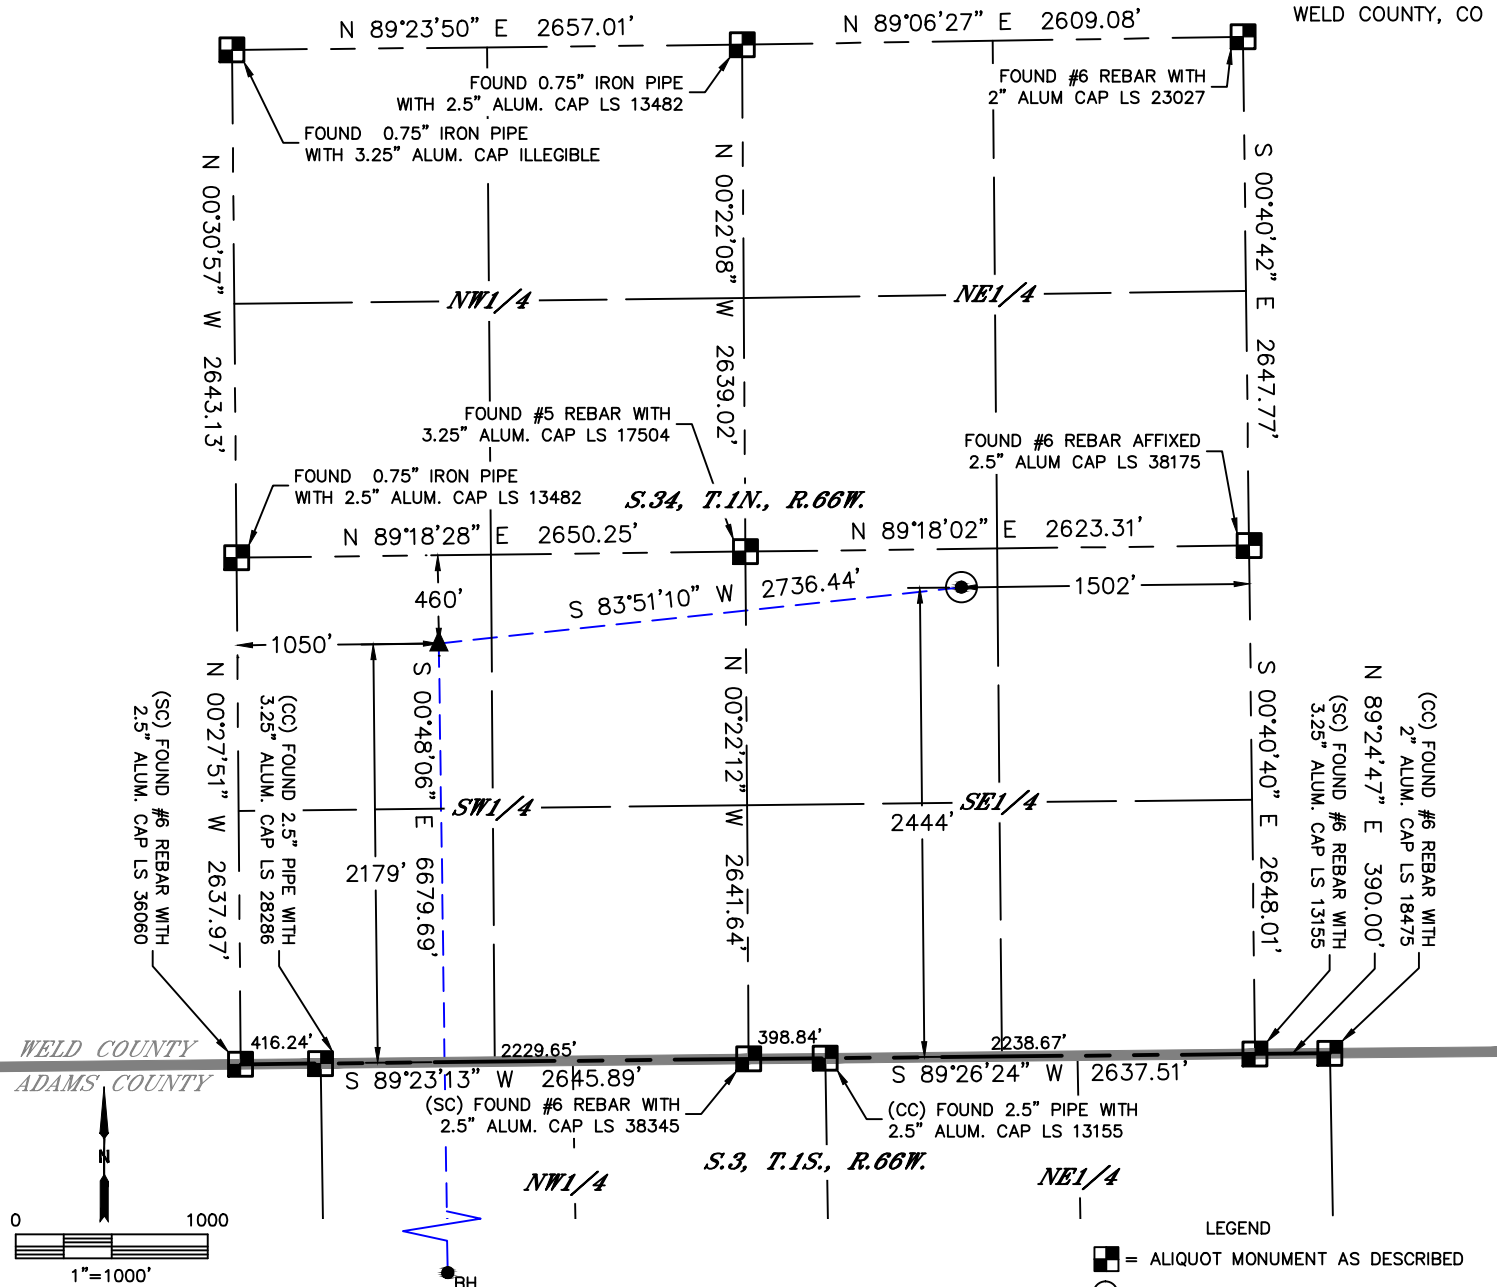 WELD COUNTY, CO
N 89°23'50" E 2657.01'
N 89°06'27" E 2609.08'
FOUND 0.75" IRON PIPE
WITH 2.5" ALUM. CAP LS 13482
FOUND #6 REBAR WITH
2" ALUM CAP LS 23027
FOUND 0.75" IRON PIPE
WITH 3.25" ALUM. CAP ILLEGIBLE
N 00°30'57" W 2643.13'
N 00°22'08" W 2639.02'
S 00°40'42" E 2647.77'
NW1/4
NE1/4
FOUND #5 REBAR WITH
3.25" ALUM. CAP LS 17504
FOUND #6 REBAR AFFIXED
2.5" ALUM CAP LS 38175
FOUND 0.75" IRON PIPE
WITH 2.5" ALUM. CAP LS 13482
S.34, T.1N., R.66W.
N 89°18'28" E 2650.25'
N 89°18'02" E 2623.31'
460'
S 83°51'10" W 2736.44'
1502'
1050'
(SC) FOUND #6 REBAR WITH
2.5" ALUM. CAP LS 36060
N 00°27'51" W 2637.97'
(CC) FOUND 2.5" PIPE WITH
3.25" ALUM. CAP LS 28286
S 00°48'06" E 6679.69'
N 00°22'12" W 2641.64'
S 00°40'40" E 2648.01'
(SC) FOUND #6 REBAR WITH
3.25" ALUM. CAP LS 13155
N 89°24'47" E 390.00'
(CC) FOUND #6 REBAR WITH
2" ALUM. CAP LS 18475
SW1/4
SE1/4
2179'
2444'
WELD COUNTY
ADAMS COUNTY
416.24'
2229.65'
398.84'
2238.67'
S 89°23'13" W 2645.89'
S 89°26'24" W 2637.51'
(SC) FOUND #6 REBAR WITH
2.5" ALUM. CAP LS 38345
(CC) FOUND 2.5" PIPE WITH
2.5" ALUM. CAP LS 13155
S.3, T.1S., R.66W.
NW1/4
NE1/4
N
0 1000
1"=1000'
BH
LEGEND
= ALIQUOT MONUMENT AS DESCRIBED